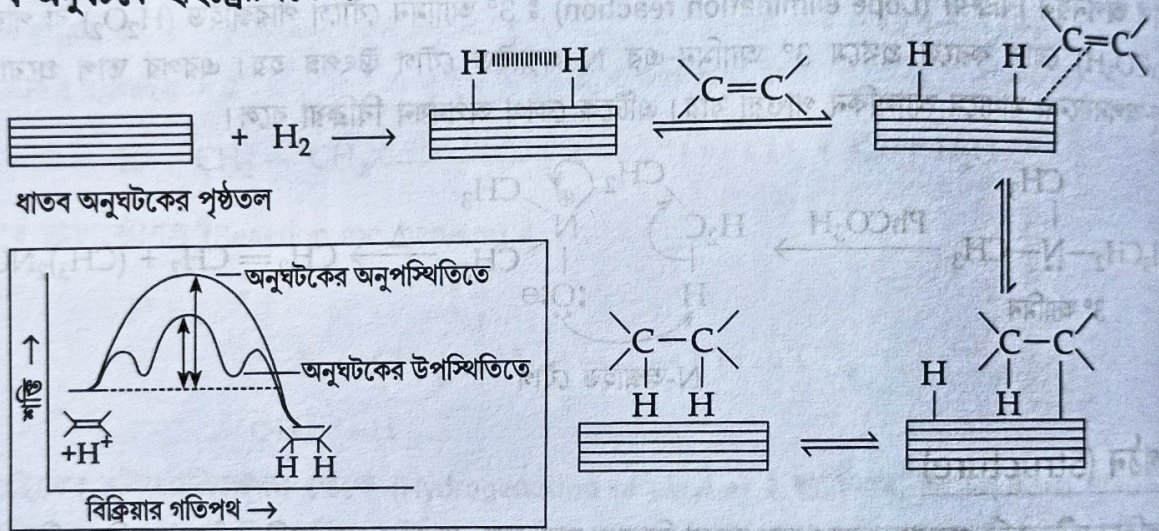 H H
C=C
H H C=C
+ H₂ →
ধাতব অনুঘটকের পৃষ্ঠতল
অনুঘটকের অনুপস্থিতিতে
অনুঘটকের উপস্থিতিতে
শক্তি →
+H⁺
H H
বিক্রিয়ার গতিপথ →
C–C
H H
C–C
H
H